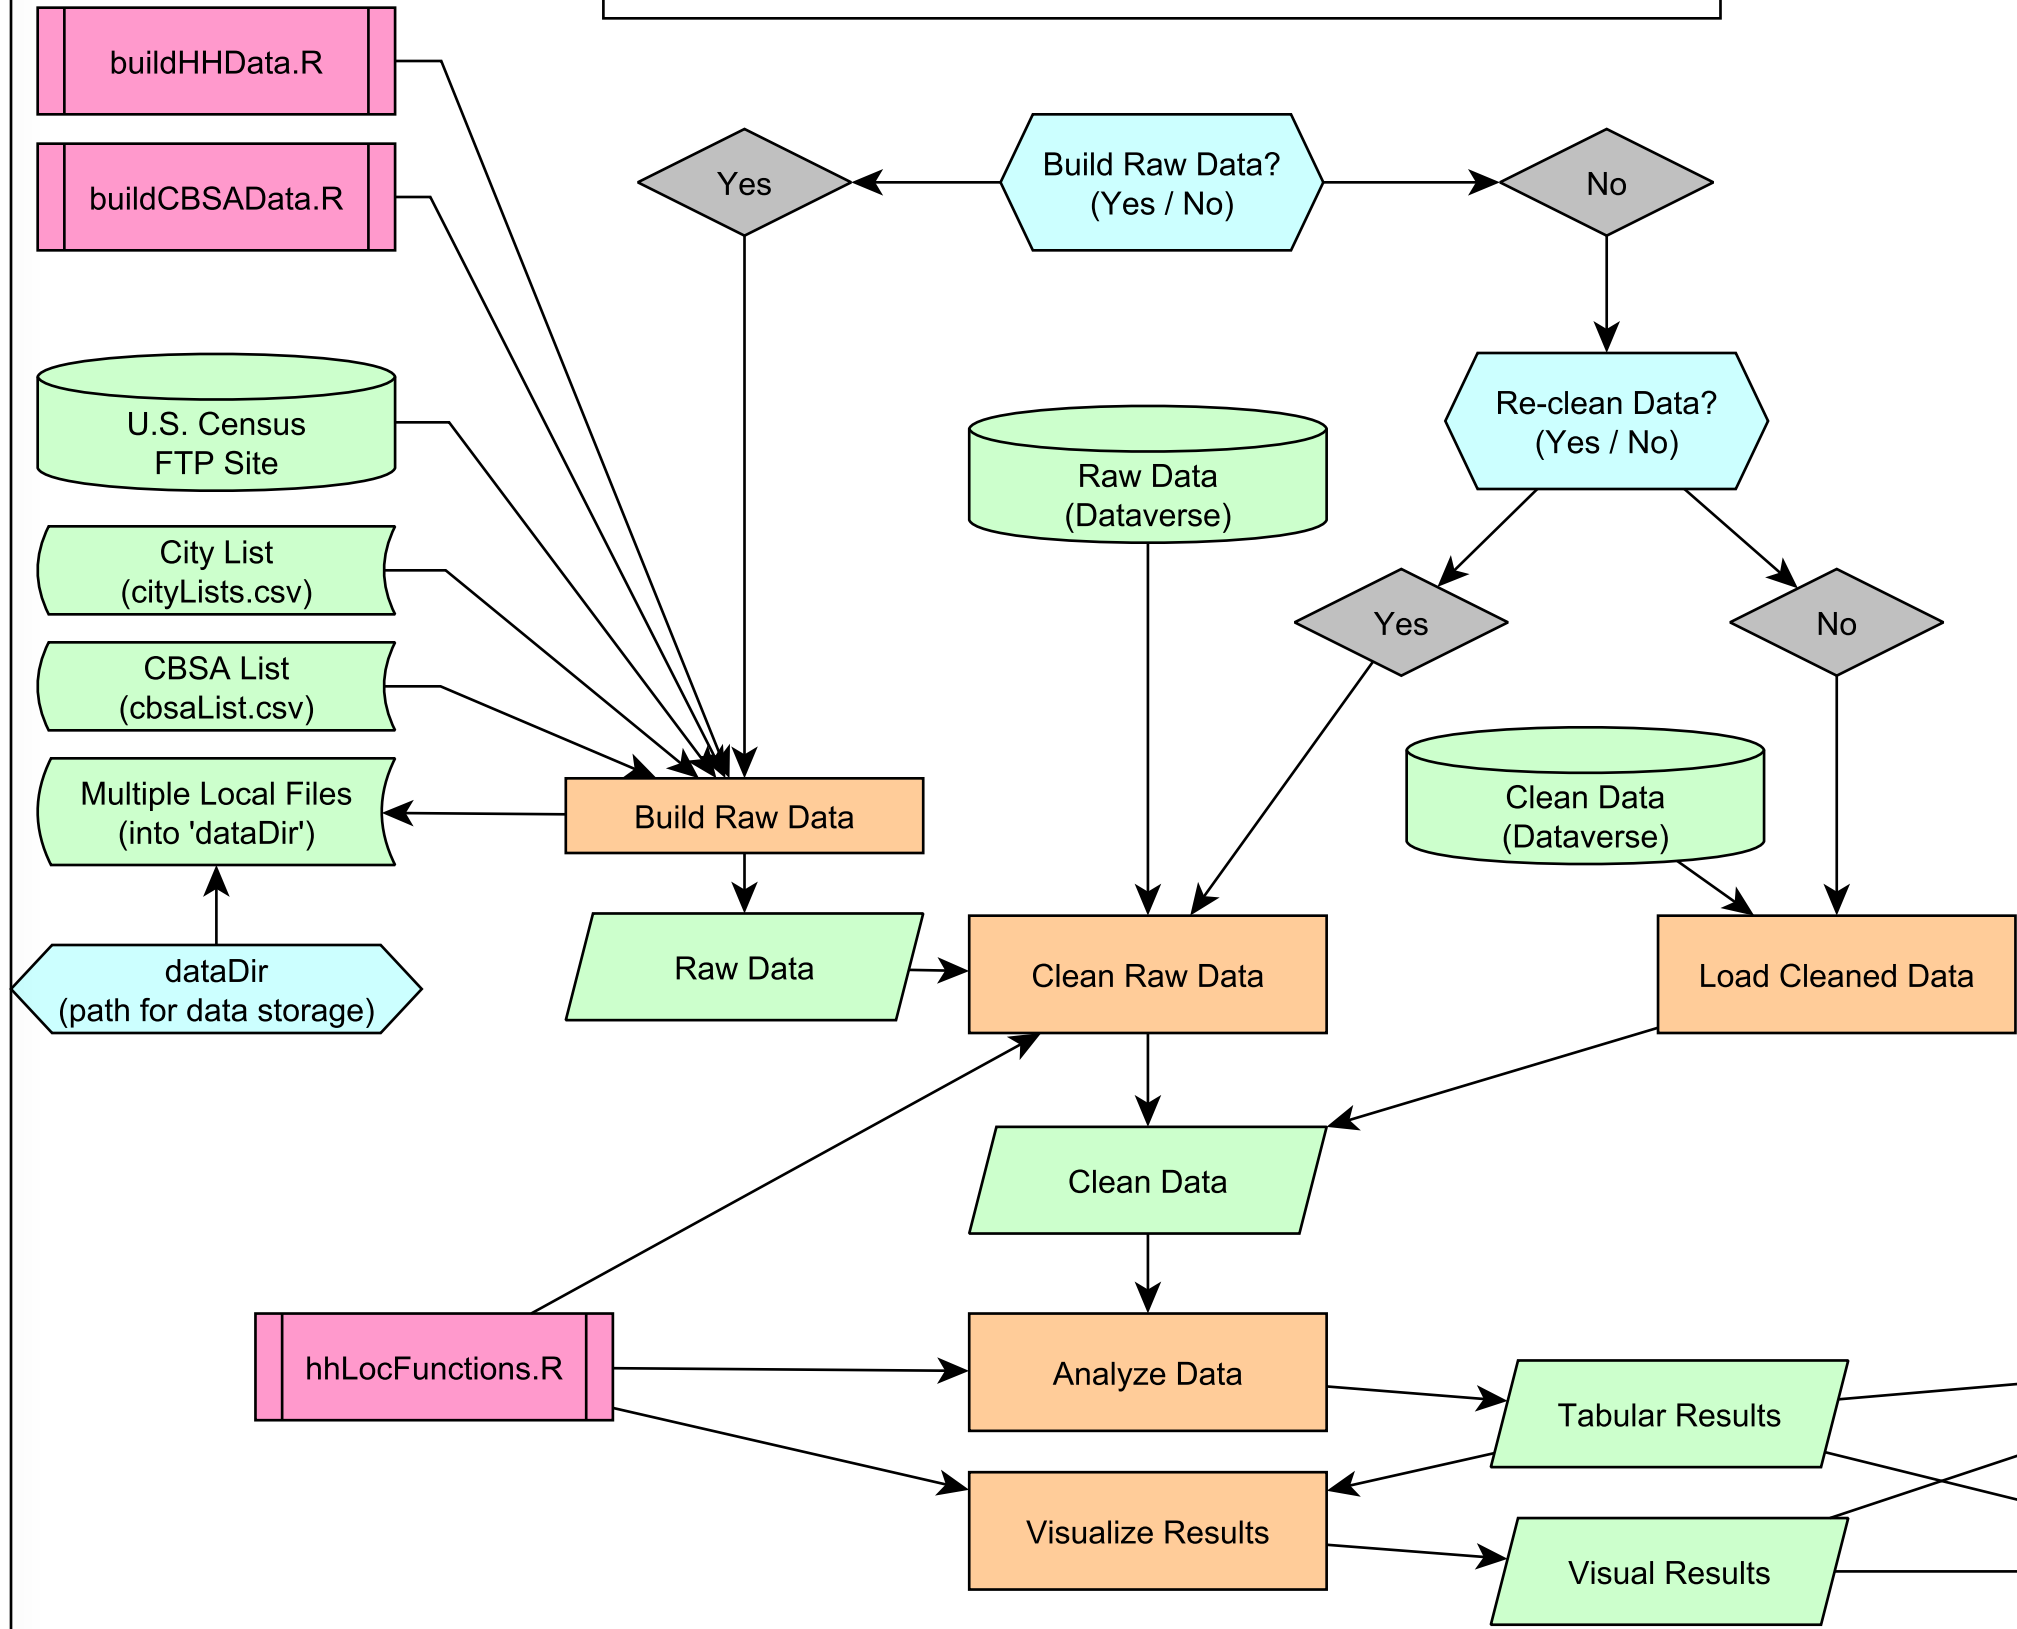 buildHHData.R
buildCBSAData.R
Yes
Build Raw Data?
(Yes / No)
No
U.S. Census
FTP Site
Re-clean Data?
(Yes / No)
Raw Data
(Dataverse)
City List
(cityLists.csv)
Yes
No
CBSA List
(cbsaList.csv)
Multiple Local Files
(into 'dataDir')
Build Raw Data
Clean Data
(Dataverse)
dataDir
(path for data storage)
Raw Data
Clean Raw Data
Load Cleaned Data
Clean Data
hhLocFunctions.R
Analyze Data
Tabular Results
Visualize Results
Visual Results